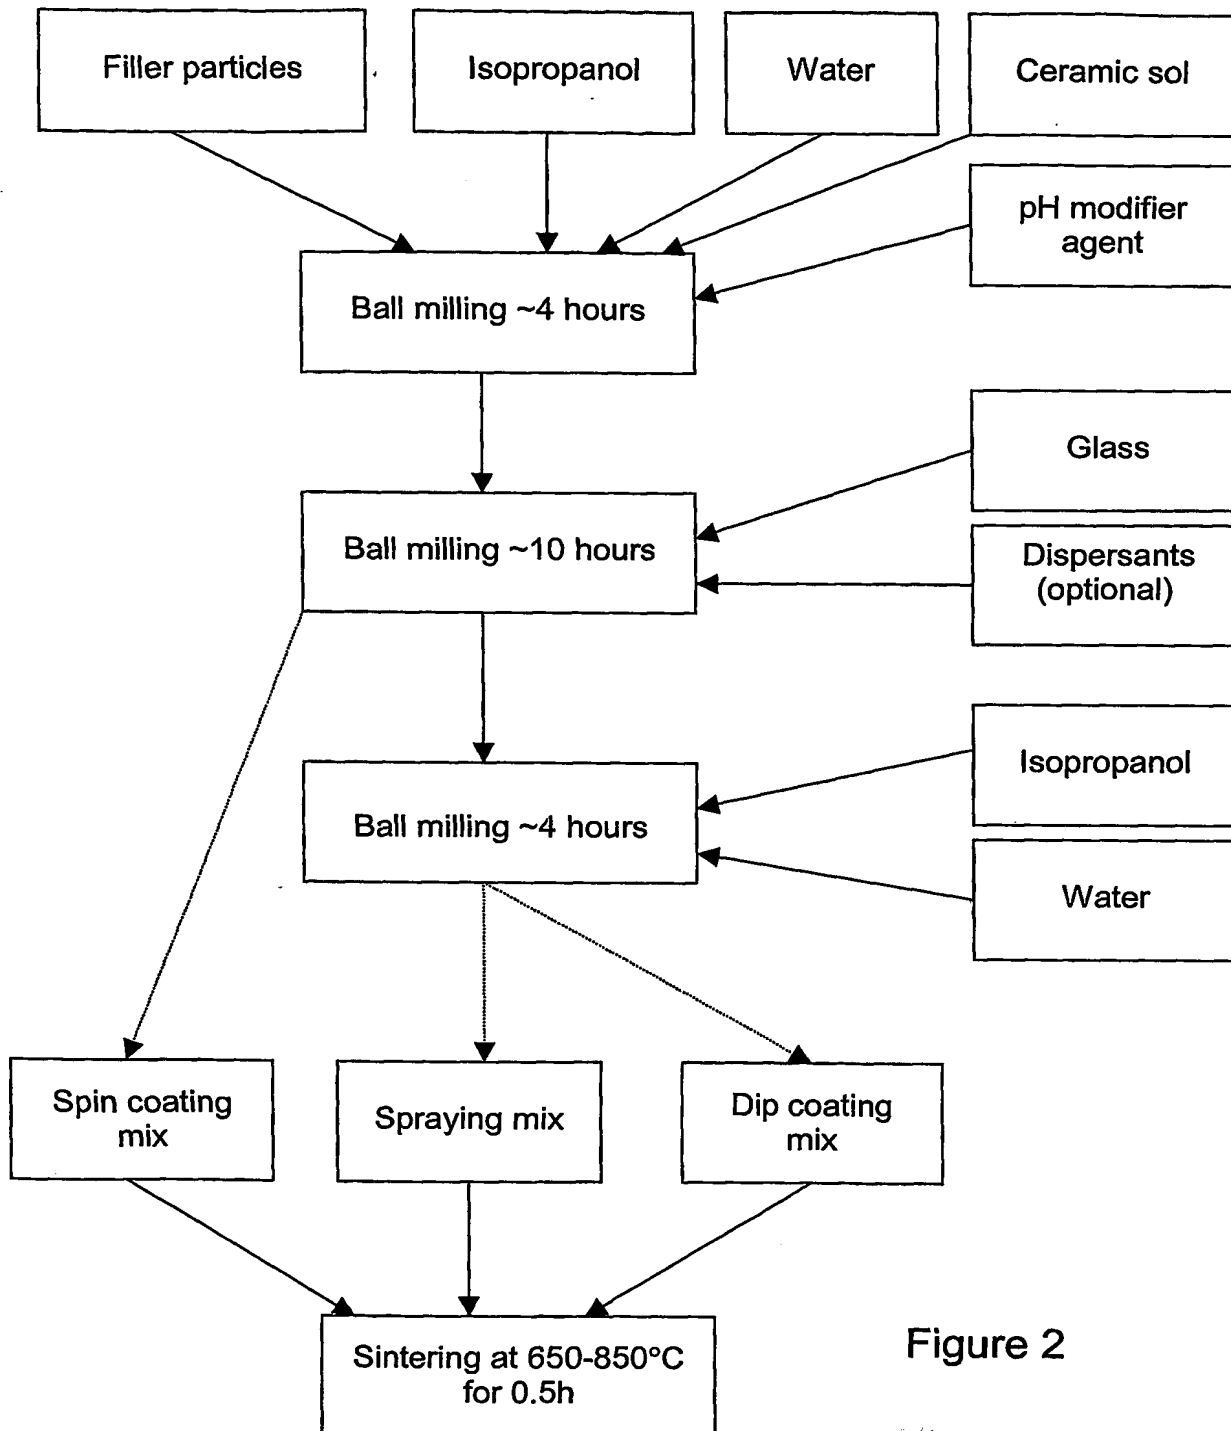 Filler particles
Isopropanol
Water
Ceramic sol
pH modifier
agent
Ball milling ~4 hours
Glass
Ball milling ~10 hours
Dispersants
(optional)
Isopropanol
Ball milling ~4 hours
Water
Spin coating
mix
Spraying mix
Dip coating
mix
Sintering at 650-850°C
for 0.5h
Figure 2